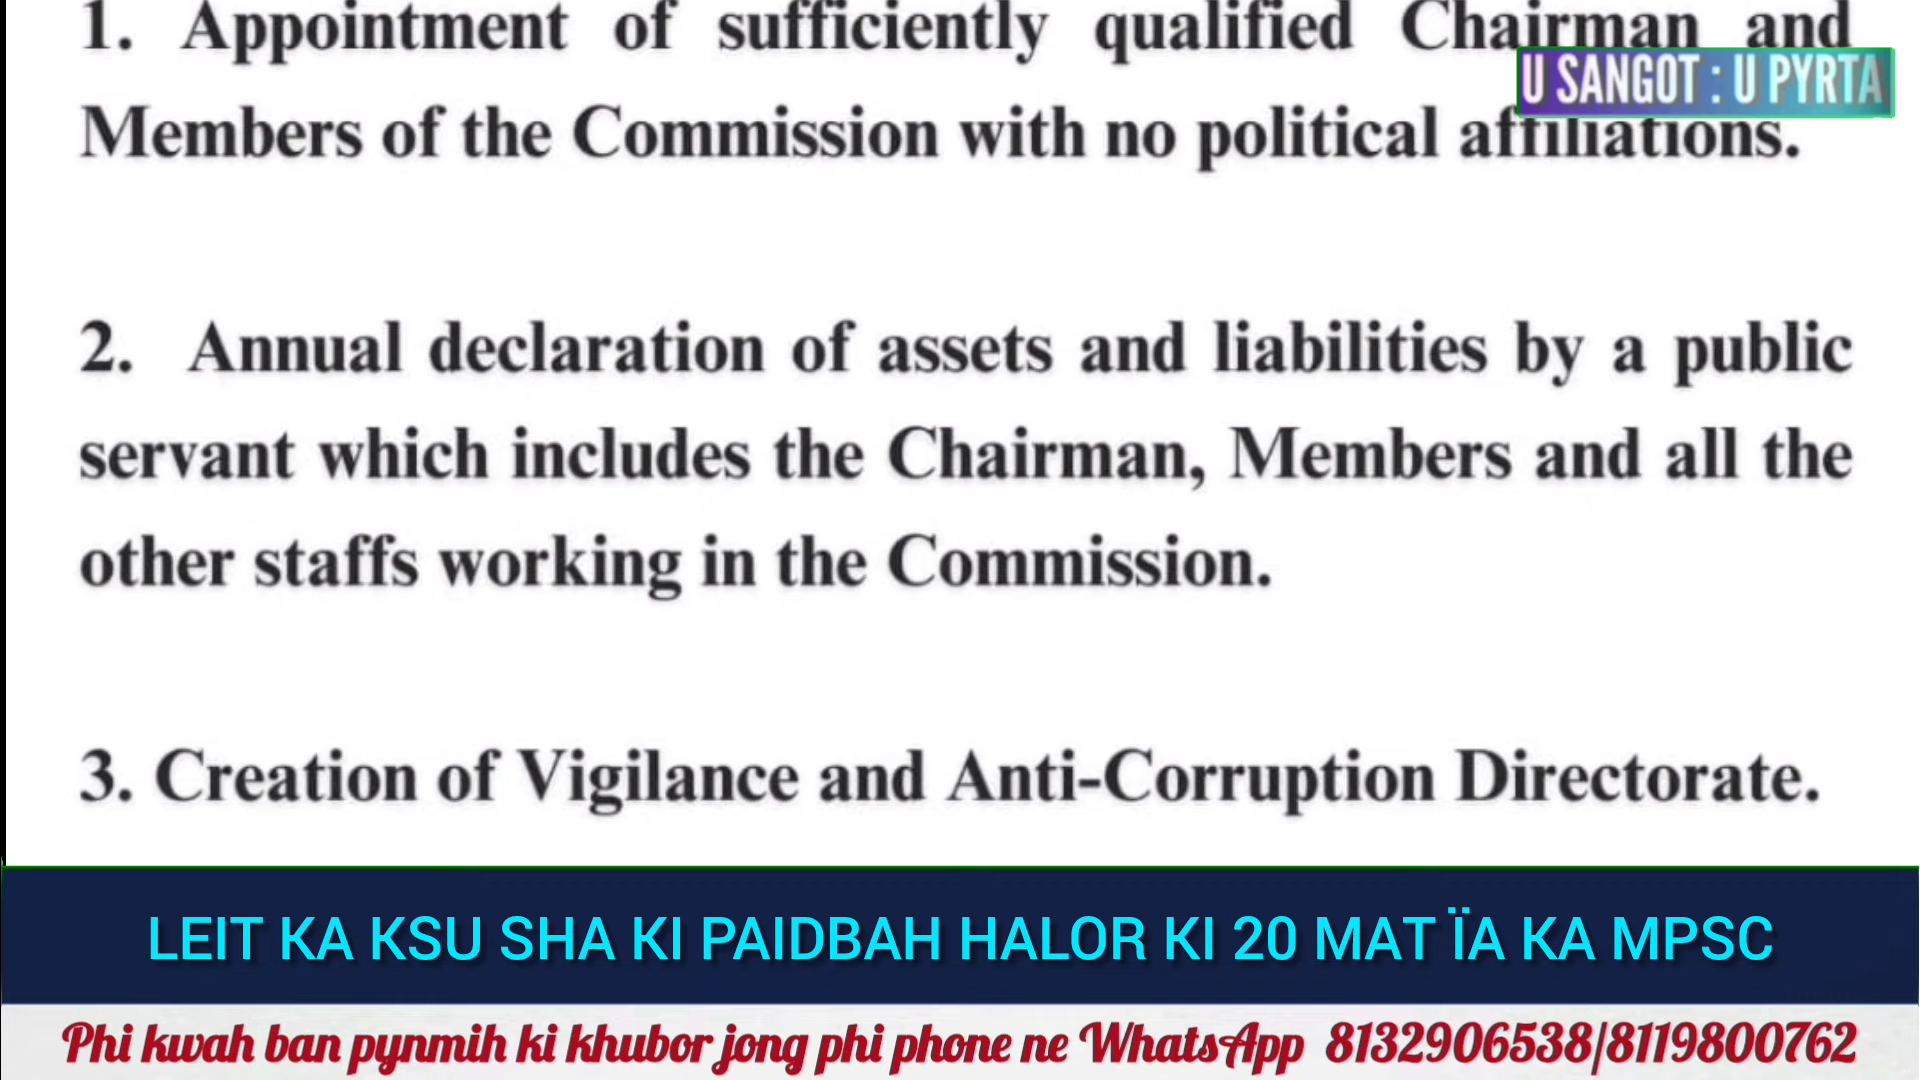 1. Appointment of sufficiently qualified Chairman and
U SANGOT : U PYRTA
Members of the Commission with no political affiliations.
2. Annual declaration of assets and liabilities by a public
servant which includes the Chairman, Members and all the
other staffs working in the Commission.
3. Creation of Vigilance and Anti-Corruption Directorate.
LEIT KA KSU SHA KI PAIDBAH HALOR KI 20 MAT ÏA KA MPSC
Phi kwah ban pynmih ki khubor jong phi phone ne WhatsApp 8132906538/8119800762